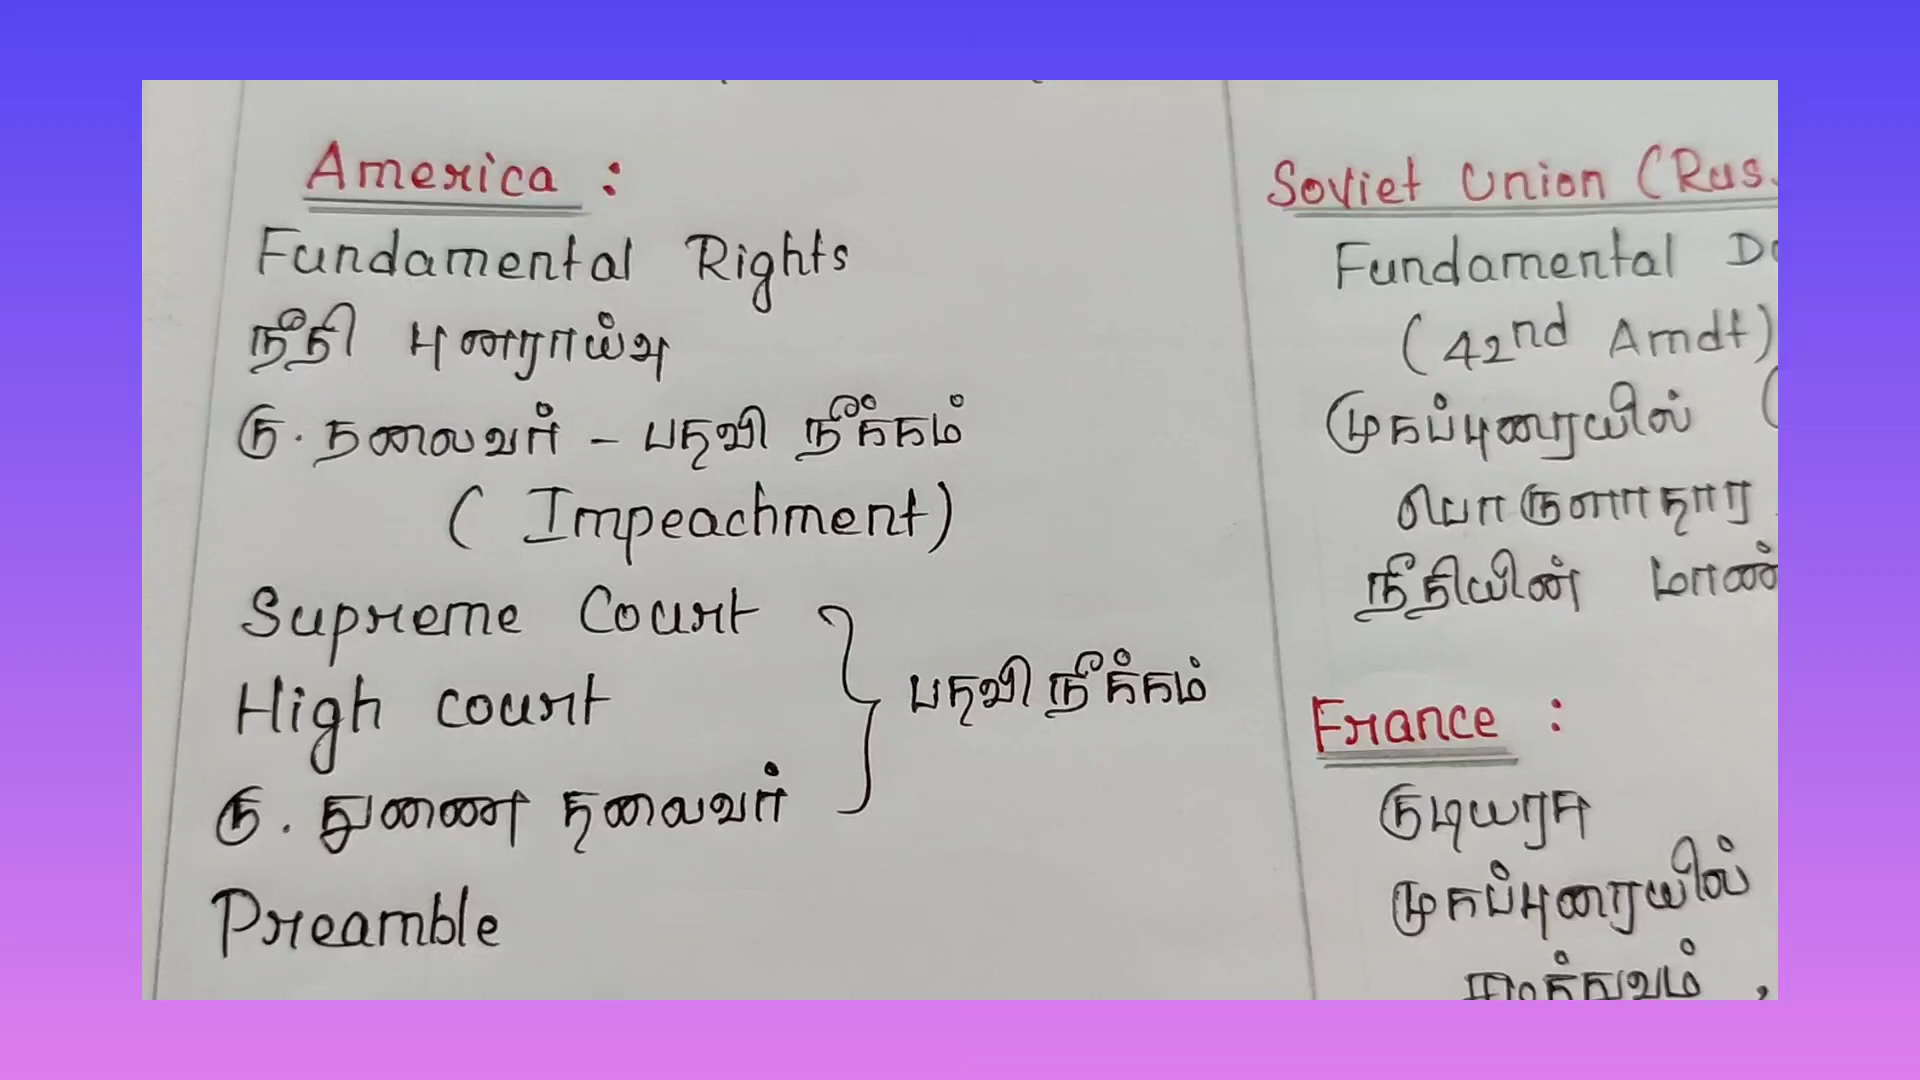 America :
Fundamental Rights
நீதி புனராய்வு
கு. தலைவர் - பதவி நீக்கம்
( Impeachment)
Supreme Court
High court
பதவி நீக்கம்
கு. துணை தலைவர்
Preamble
Soviet Union (Rus
Fundamental D
(42nd Amdt)
முகப்புரையில் (
பொருளாதார
நீதியின் மாண்
France :
குடியரசு
முகப்புரையில்